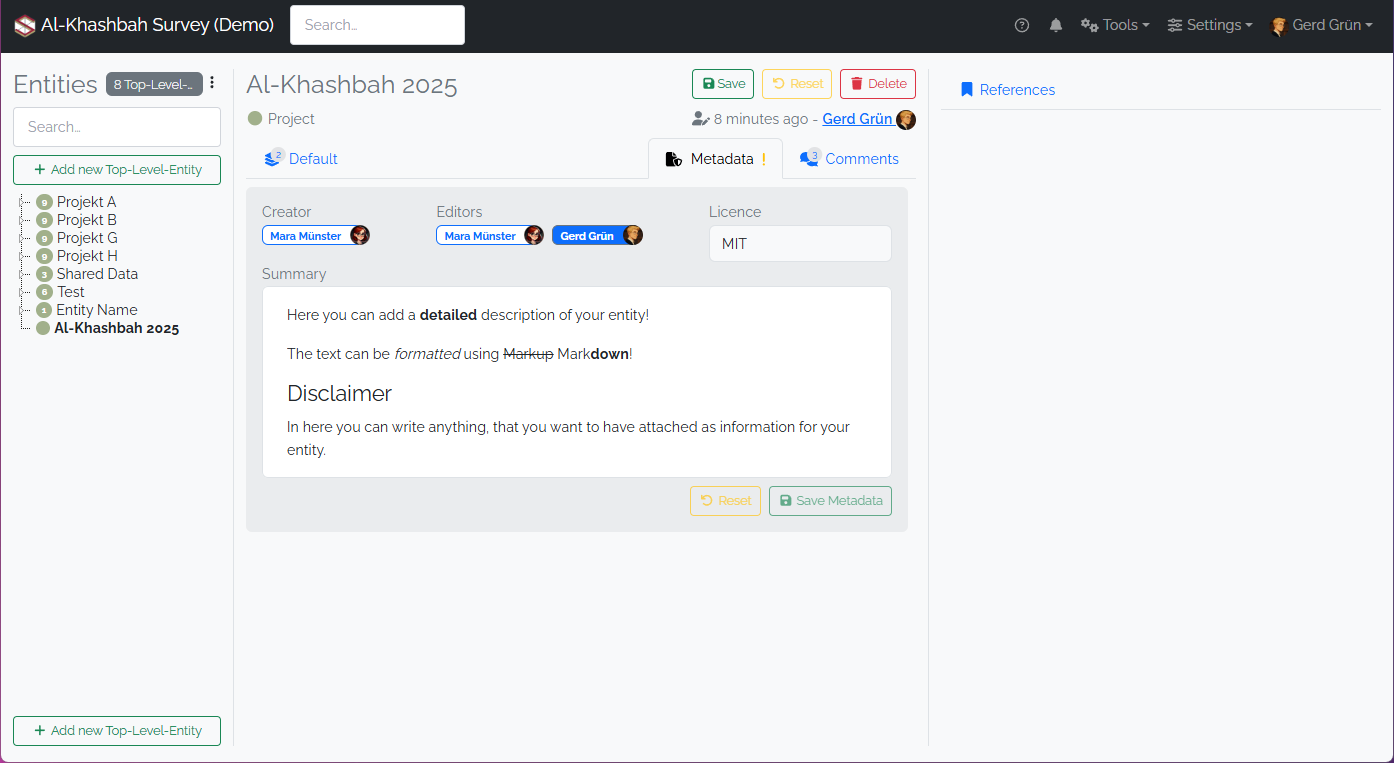 Al-Khashbah Survey (Demo)
Search...
Tools
Settings
Gerd Grün
Entities
8 Top-Level-...
Search...
Add new Top-Level-Entity
9 Projekt A
9 Projekt B
9 Projekt G
9 Projekt H
3 Shared Data
6 Test
1 Entity Name
Al-Khashbah 2025
Add new Top-Level-Entity
Al-Khashbah 2025
Save
Reset
Delete
Project
8 minutes ago - Gerd Grün
2 Default
Metadata !
3 Comments
Creator
Mara Münster
Editors
Mara Münster
Gerd Grün
Licence
MIT
Summary
Here you can add a detailed description of your entity!
The text can be formatted using Markup Markdown!
Disclaimer
In here you can write anything, that you want to have attached as information for your
entity.
Reset
Save Metadata
References